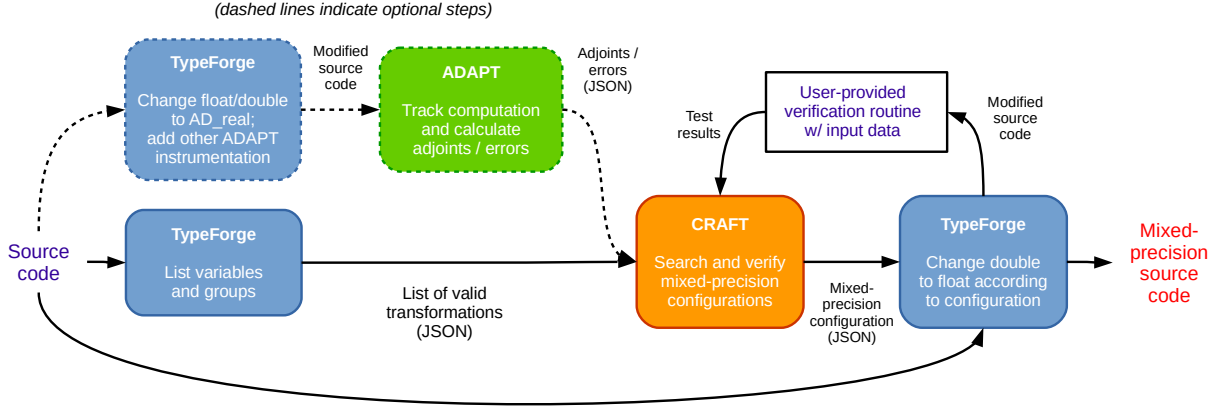 (dashed lines indicate optional steps)
TypeForge
Change float/double
to AD_real;
add other ADAPT
instrumentation
Modified
source
code
ADAPT
Track computation
and calculate
adjoints / errors
Adjoints /
errors
(JSON)
Test
results
User-provided
verification routine
w/ input data
Modified
source
code
Source
code
TypeForge
List variables
and groups
List of valid
transformations
(JSON)
CRAFT
Search and verify
mixed-precision
configurations
Mixed-
precision
configuration
(JSON)
TypeForge
Change double
to float according
to configuration
Mixed-
precision
source
code